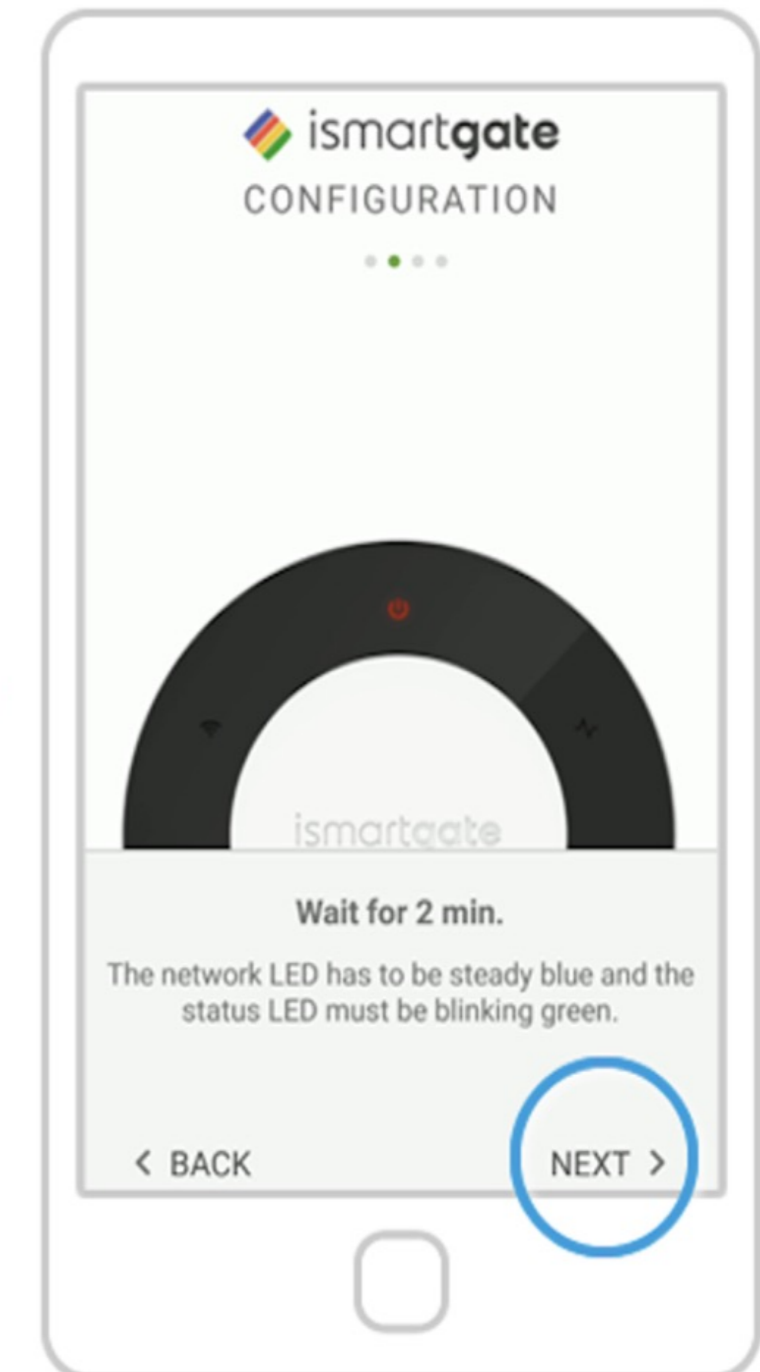 ismartgate
CONFIGURATION
ismartgate
Wait for 2 min.
The network LED has to be steady blue and the
status LED must be blinking green.
< BACK
NEXT >